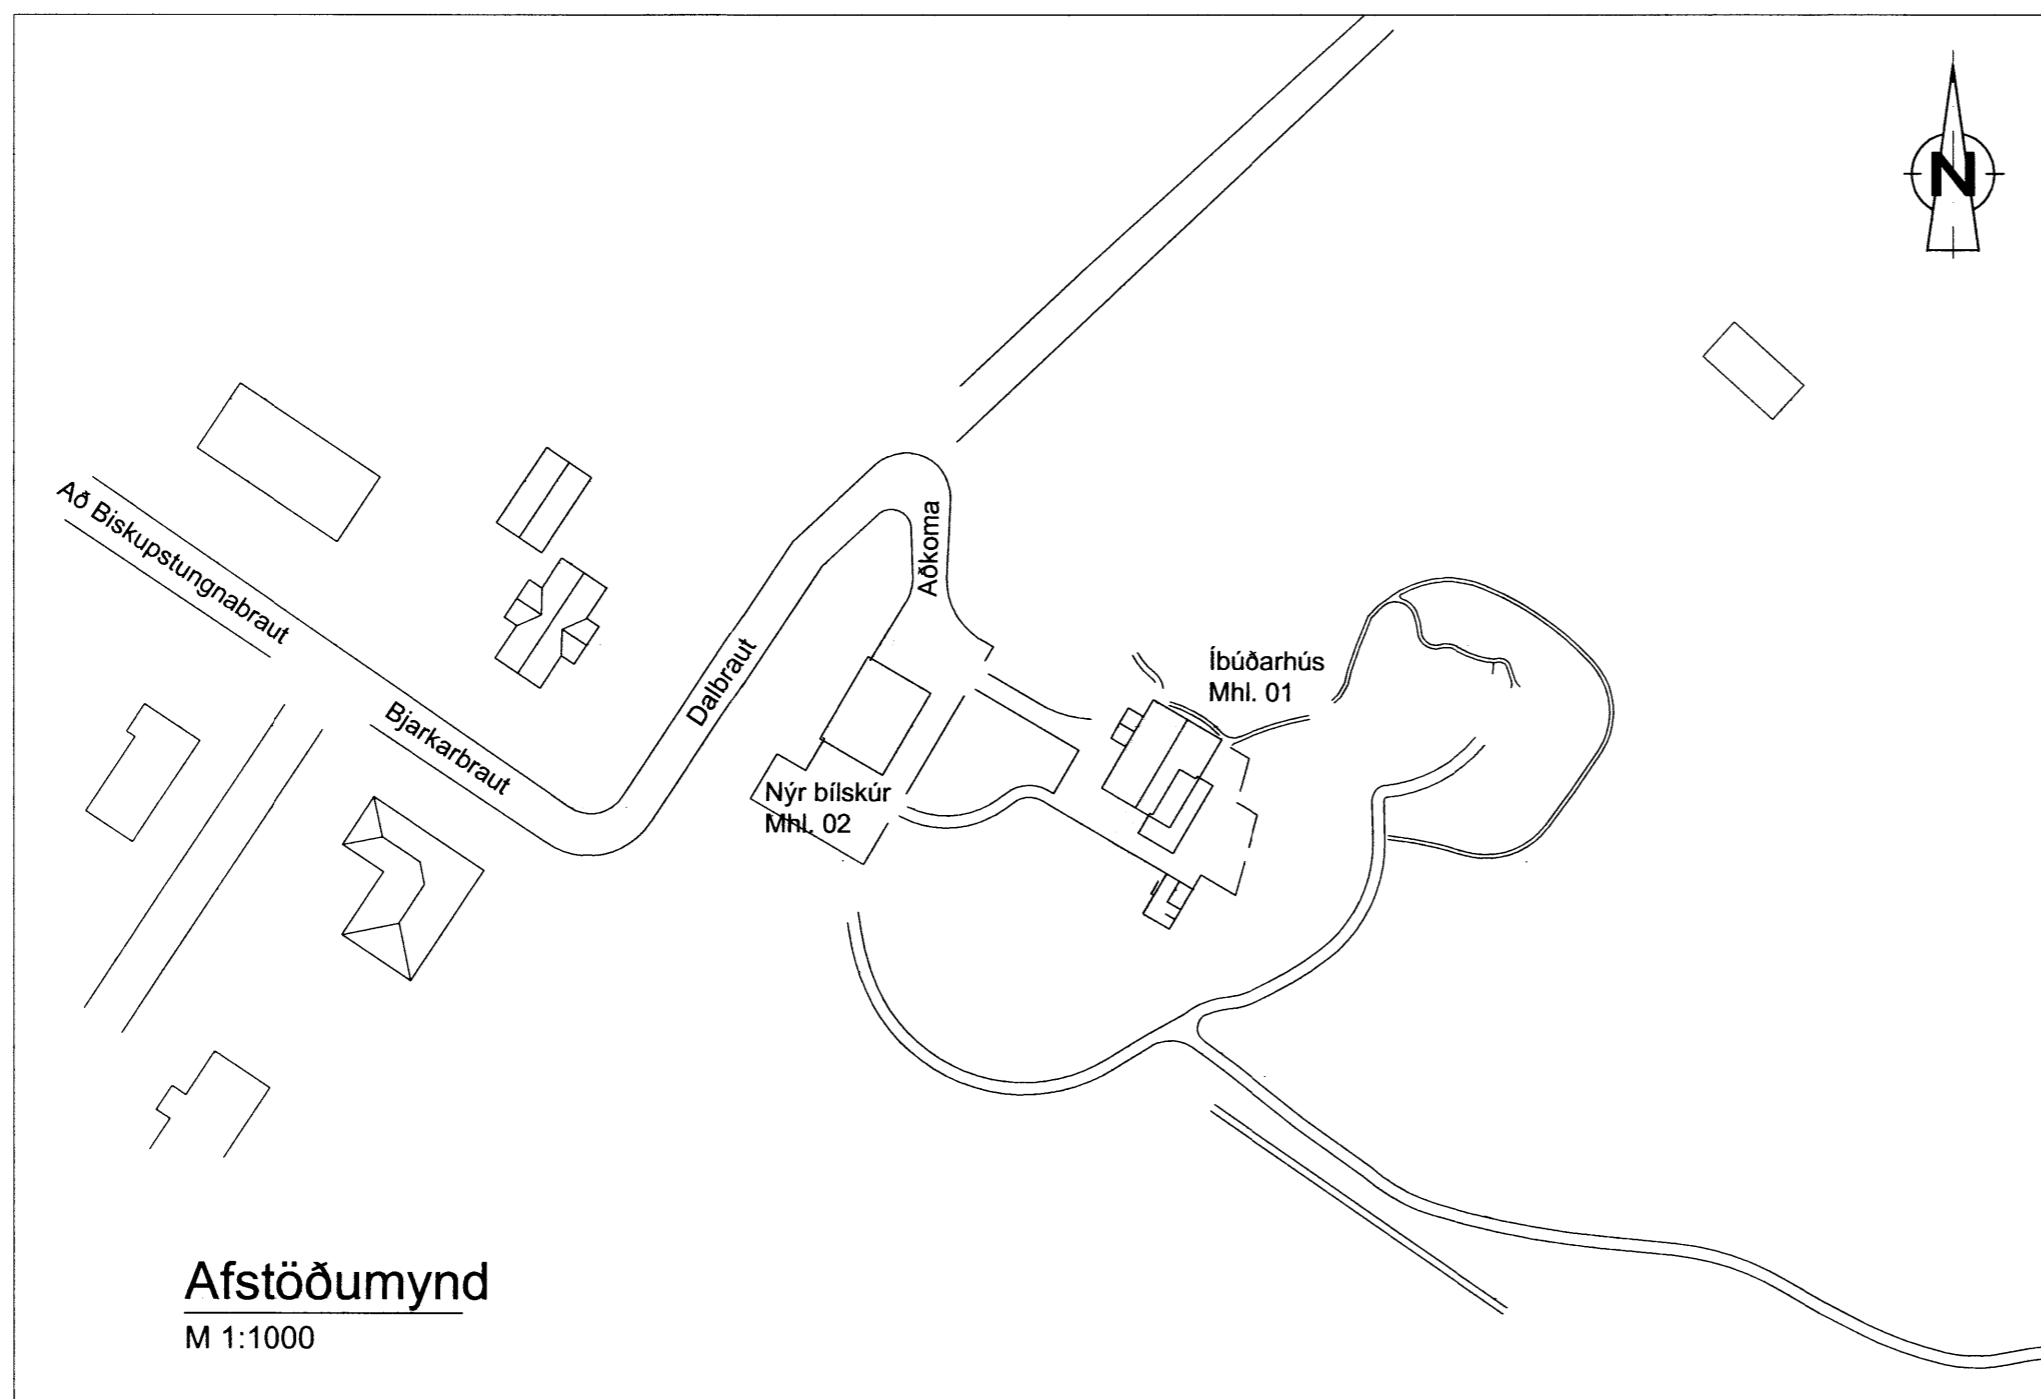 N
Að Biskupstungnabraut
Bjarkarbraut
Dalbraut
Aðkoma
Íbúðarhús
Mhl. 01
Nýr bílskúr
Mhl. 02
Afstöðumynd
M 1:1000